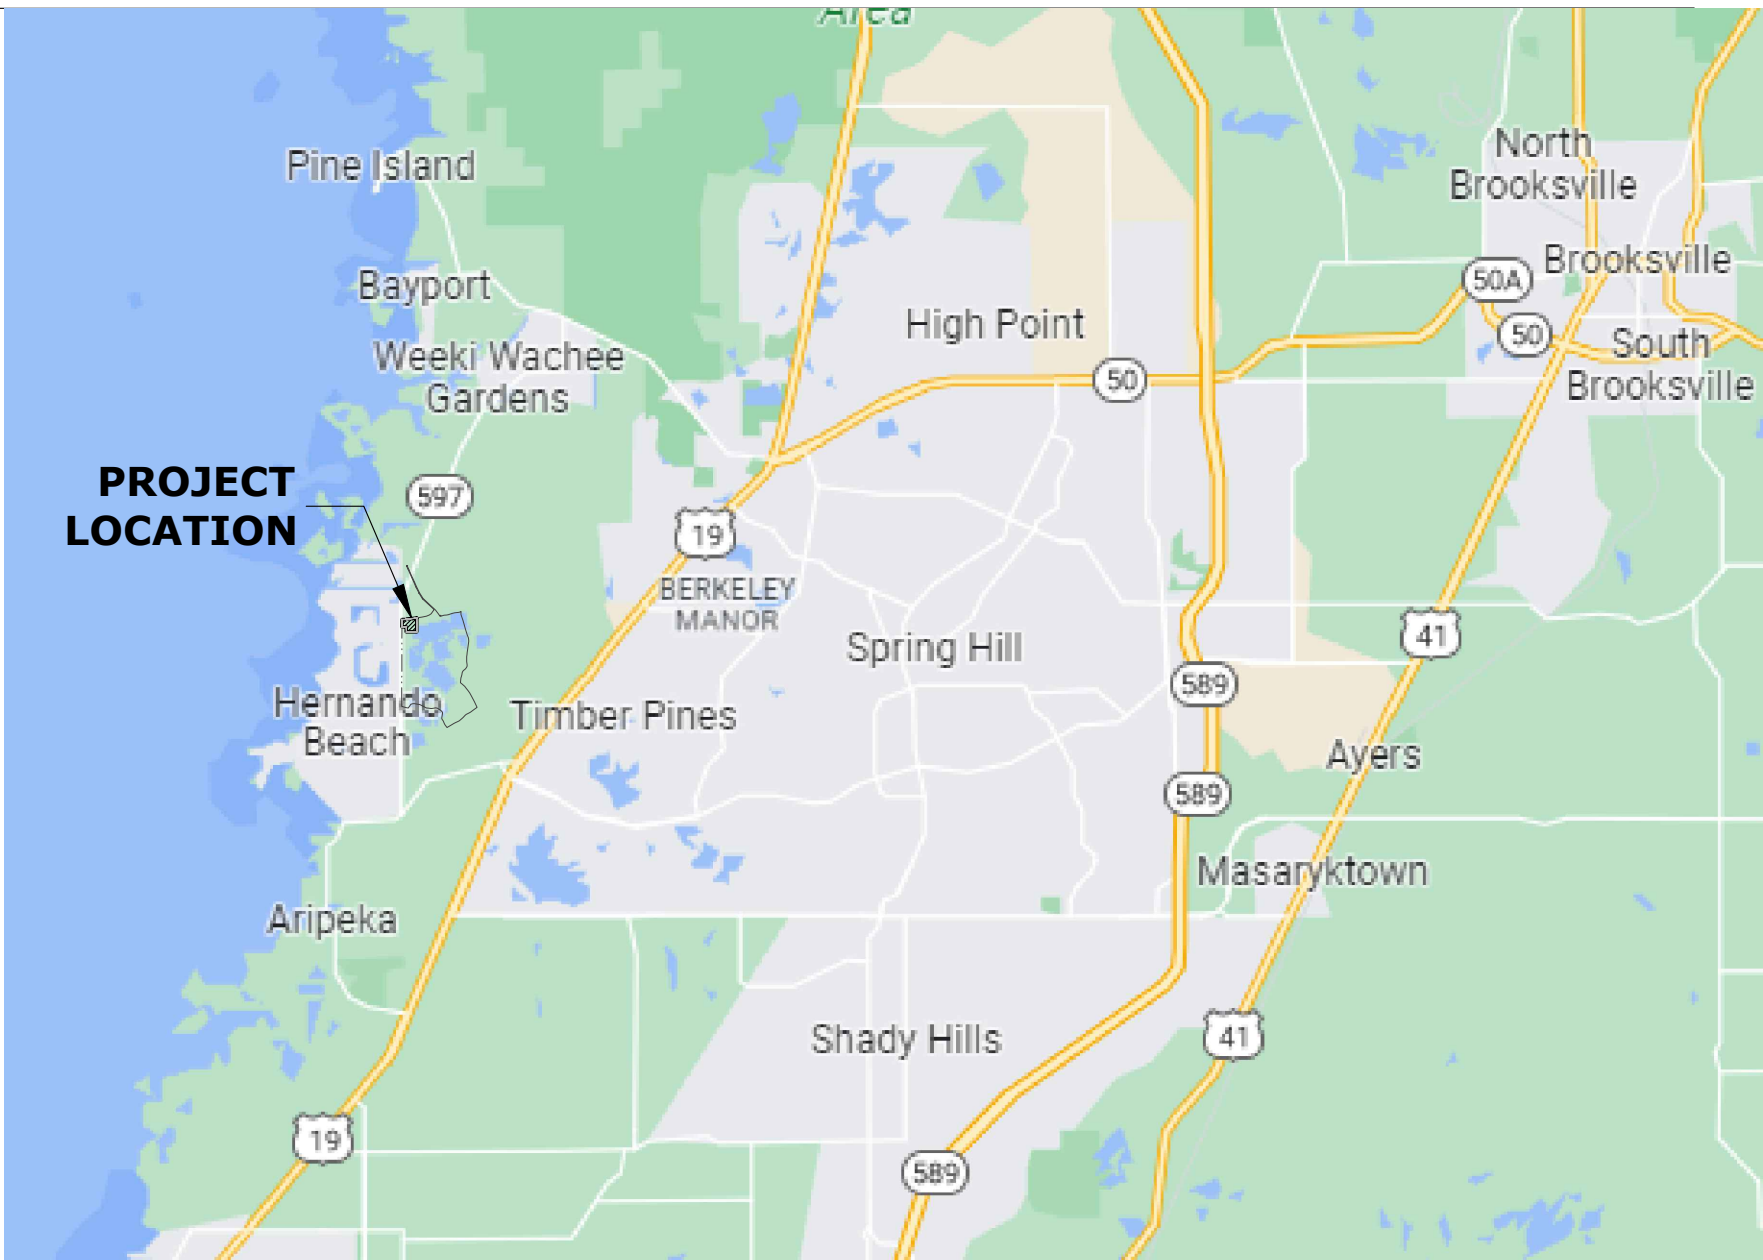 Area
Pine Island
North
Brooksville
Bayport
50A
Brooksville
High Point
50
South
Brooksville
Weeki Wachee
Gardens
50
PROJECT
LOCATION
597
19
BERKELEY
MANOR
41
Spring Hill
589
Hernando
Beach
Timber Pines
Ayers
589
Masaryktown
Aripeka
Shady Hills
41
19
589